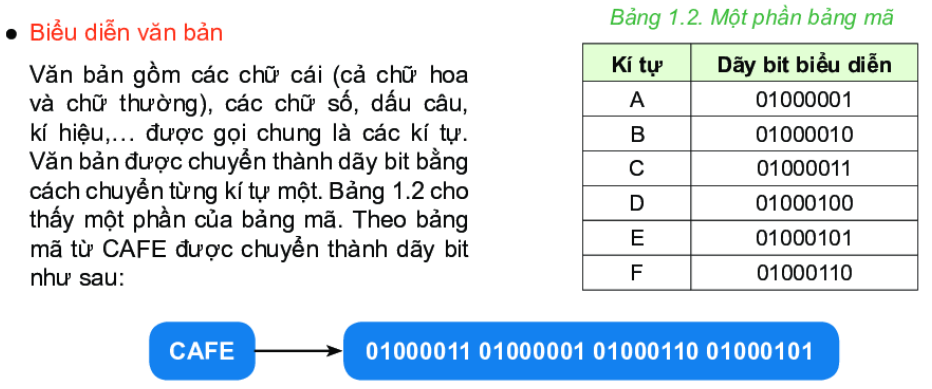 • Biểu diễn văn bản
Văn bản gồm các chữ cái (cả chữ hoa
và chữ thường), các chữ số, dấu câu,
kí hiệu,... được gọi chung là các kí tự.
Văn bản được chuyển thành dãy bit bằng
cách chuyển từng kí tự một. Bảng 1.2 cho
thấy một phần của bảng mã. Theo bảng
mã từ CAFE được chuyển thành dãy bit
như sau:
Bảng 1.2. Một phần bảng mã
Kí tự Dãy bit biểu diễn
A 01000001
B 01000010
C 01000011
D 01000100
E 01000101
F 01000110
CAFE 01000011 01000001 01000110 01000101